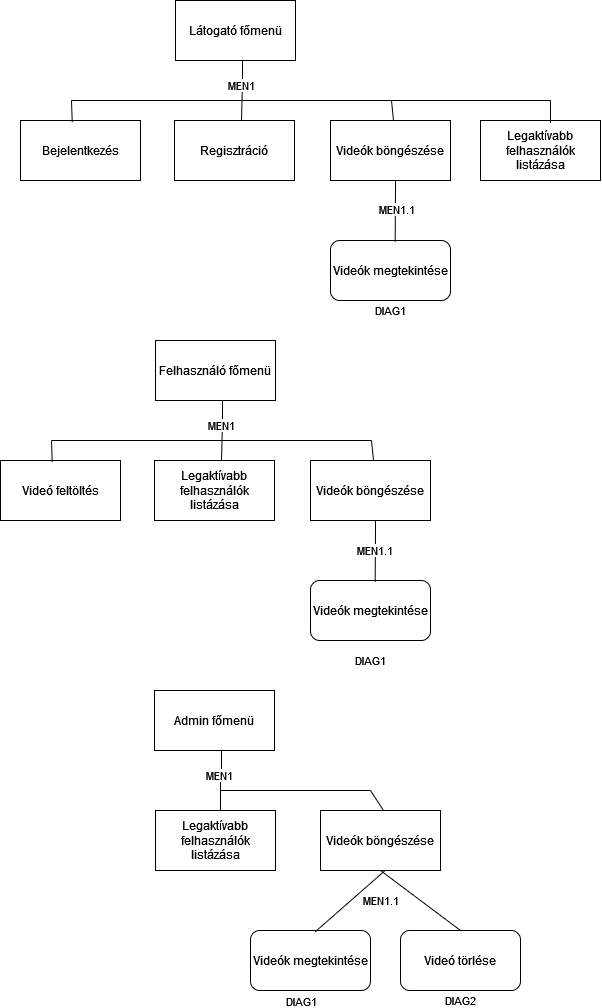 Látogató főmenü
MEN1
Bejelentkezés
Regisztráció
Videók böngészése
Legaktívabb
felhasználók
listázása
MEN1.1
Videók megtekintése
DIAG1
Felhasználó főmenü
MEN1
Videó feltöltés
Legaktívabb
felhasználók
listázása
Videók böngészése
MEN1.1
Videók megtekintése
DIAG1
Admin főmenü
MEN1
Legaktívabb
felhasználók
listázása
Videók böngészése
MEN1.1
Videók megtekintése
Videó törlése
DIAG1
DIAG2